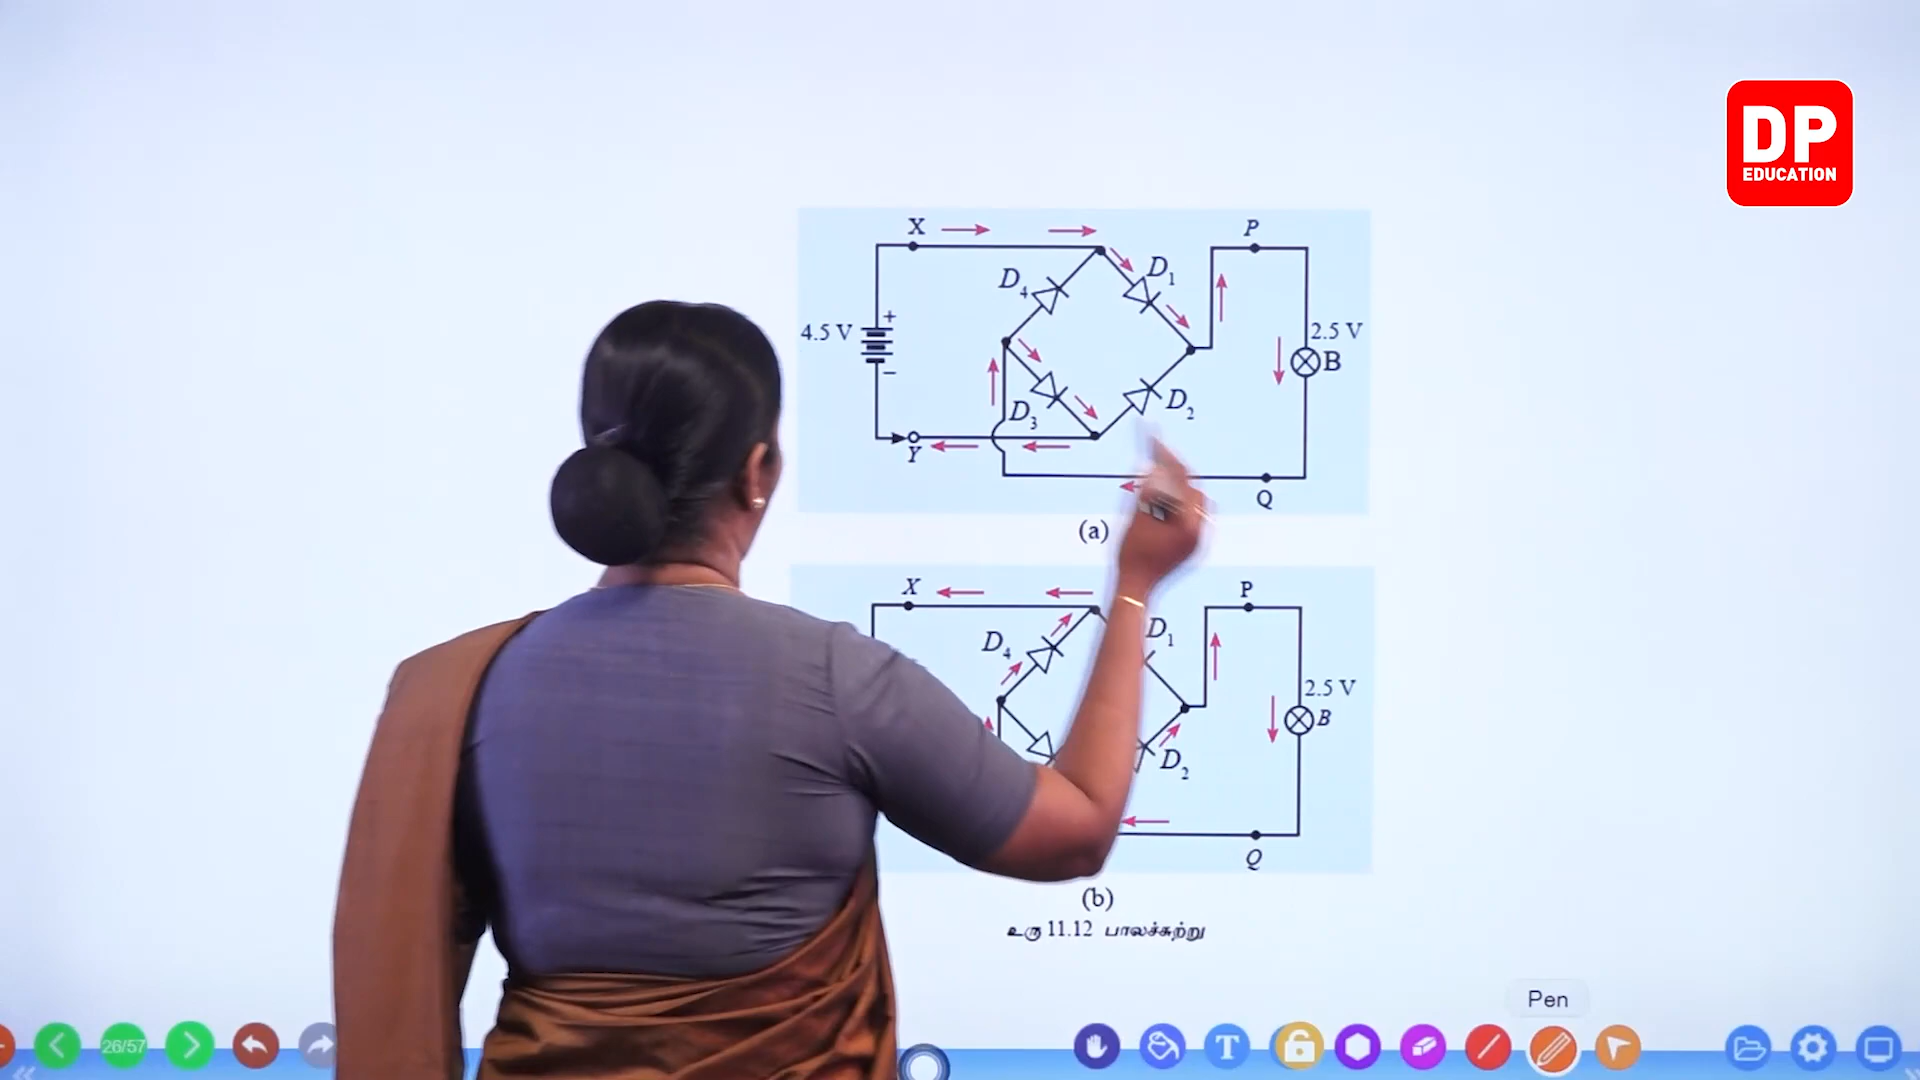 DP
EDUCATION
X
P
D4
D1
4.5 V
+
−
2.5 V
B
D3
D2
Y
Q
(a)
X
P
D4
D1
2.5 V
B
D2
Q
(b)
உரு 11.12 பாலச்சுற்று
Pen
26/57
T